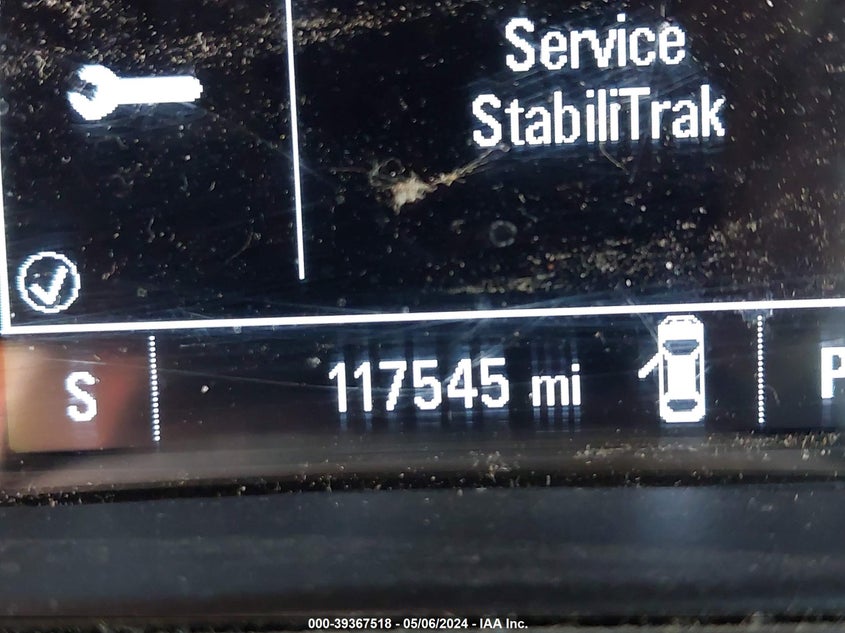 Service
StabiliTrak
S 117545 mi P
000-39367518 - 05/06/2024 - IAA Inc.